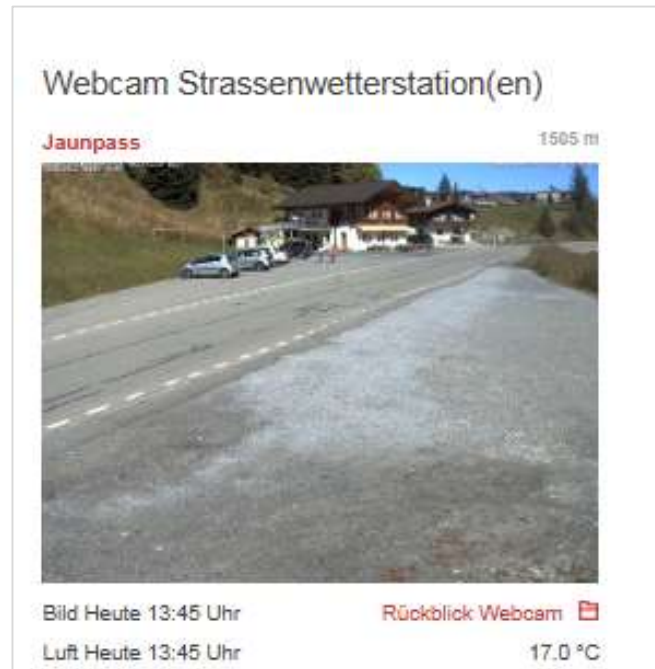 Webcam Strassenwetterstation(en)
Jaunpass 1505 m
Bild Heute 13:45 Uhr Rückblick Webcam
Luft Heute 13:45 Uhr 17.0 °C